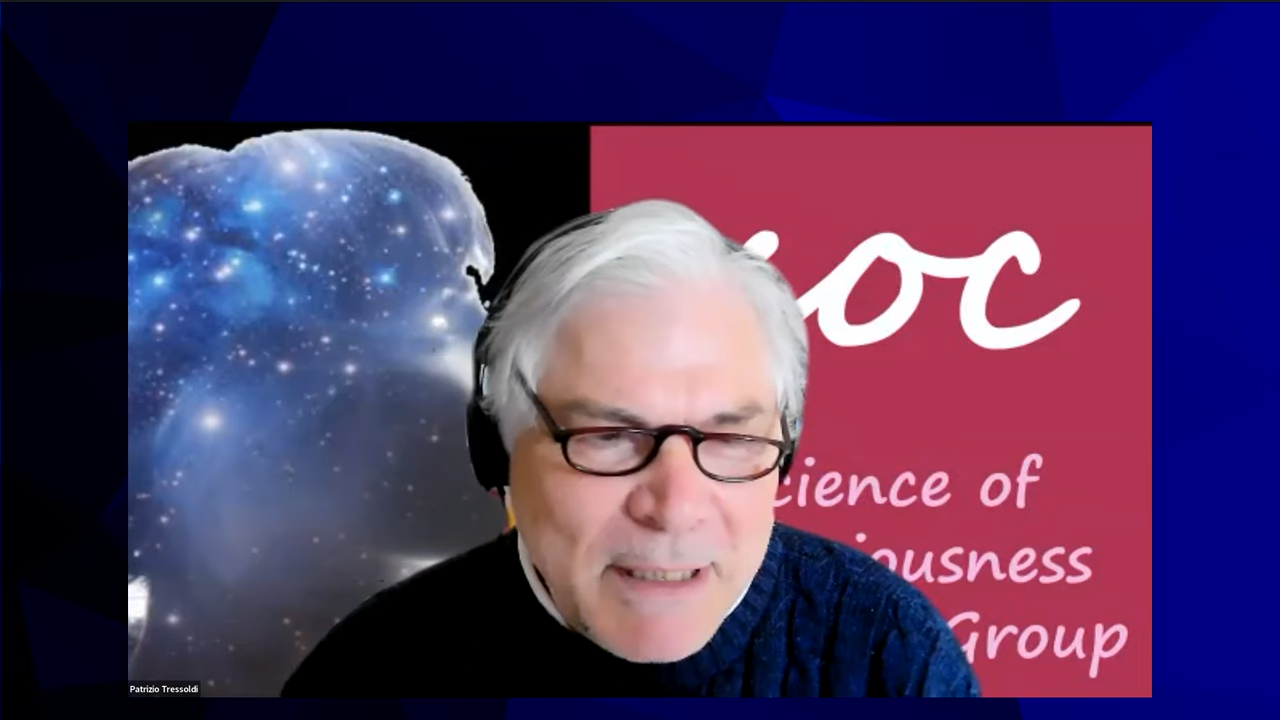 oc
cience of
iousness
Group
Patrizio Tressoldi